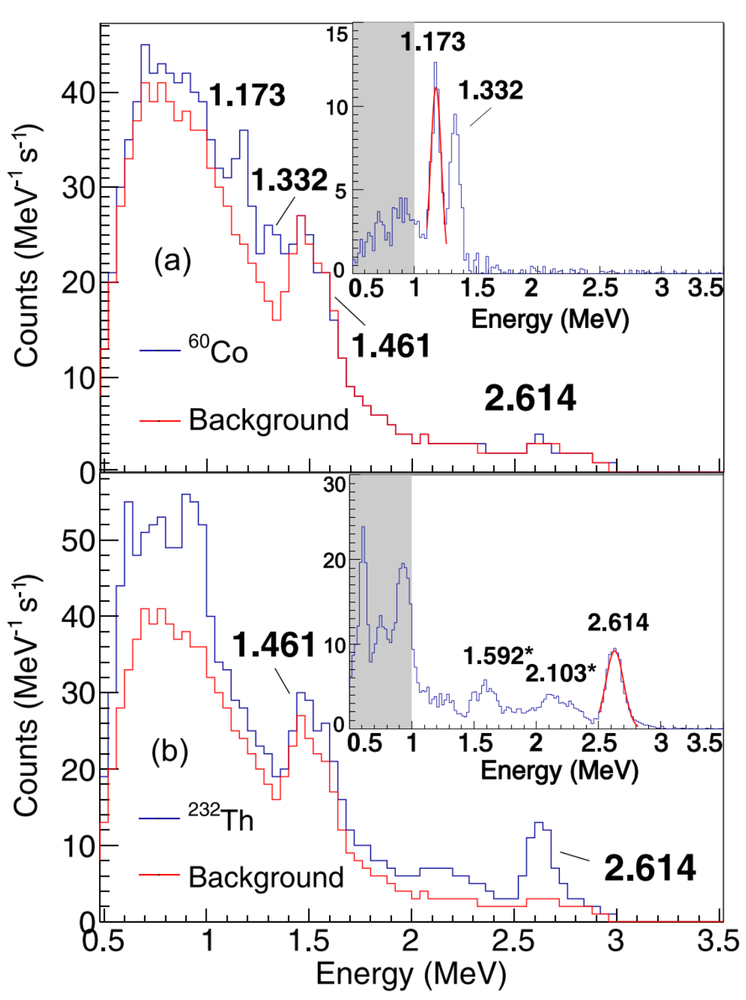 Counts (MeV⁻¹ s⁻¹)
40
30
20
10
0
1.173
1.332
(a)
1.461
2.614
⁶⁰Co
Background
15
10
5
0
1.173
1.332
0.5 1 1.5 2 2.5 3 3.5
Energy (MeV)
Counts (MeV⁻¹ s⁻¹)
0
50
40
30
20
10
0
1.461
(b)
2.614
²³²Th
Background
30
20
10
0
1.592*
2.103*
2.614
0.5 1 1.5 2 2.5 3 3.5
Energy (MeV)
0.5 1 1.5 2 2.5 3 3.5
Energy (MeV)